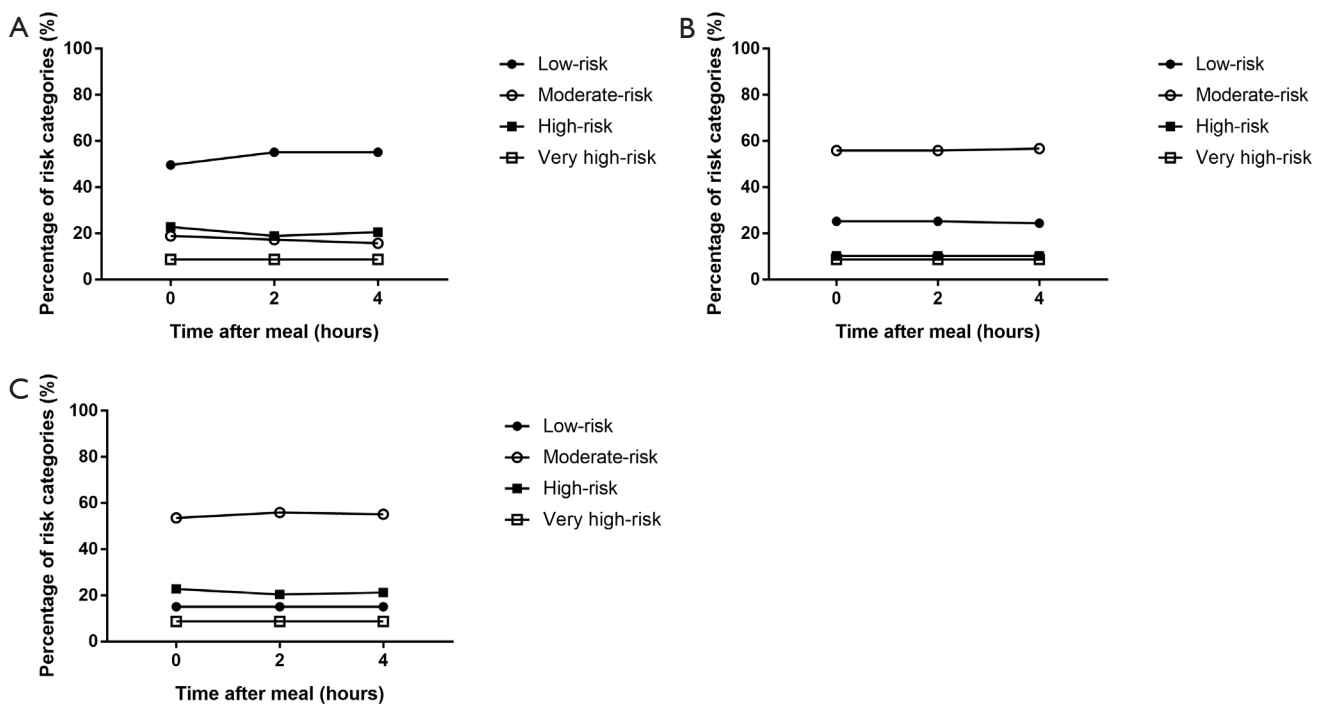 A
Percentage of risk categories (%)
100
80
60
40
20
0
0 2 4
Time after meal (hours)
Low-risk
Moderate-risk
High-risk
Very high-risk
B
Percentage of risk categories (%)
100
80
60
40
20
0
0 2 4
Time after meal (hours)
Low-risk
Moderate-risk
High-risk
Very high-risk
C
Percentage of risk categories (%)
100
80
60
40
20
0
0 2 4
Time after meal (hours)
Low-risk
Moderate-risk
High-risk
Very high-risk